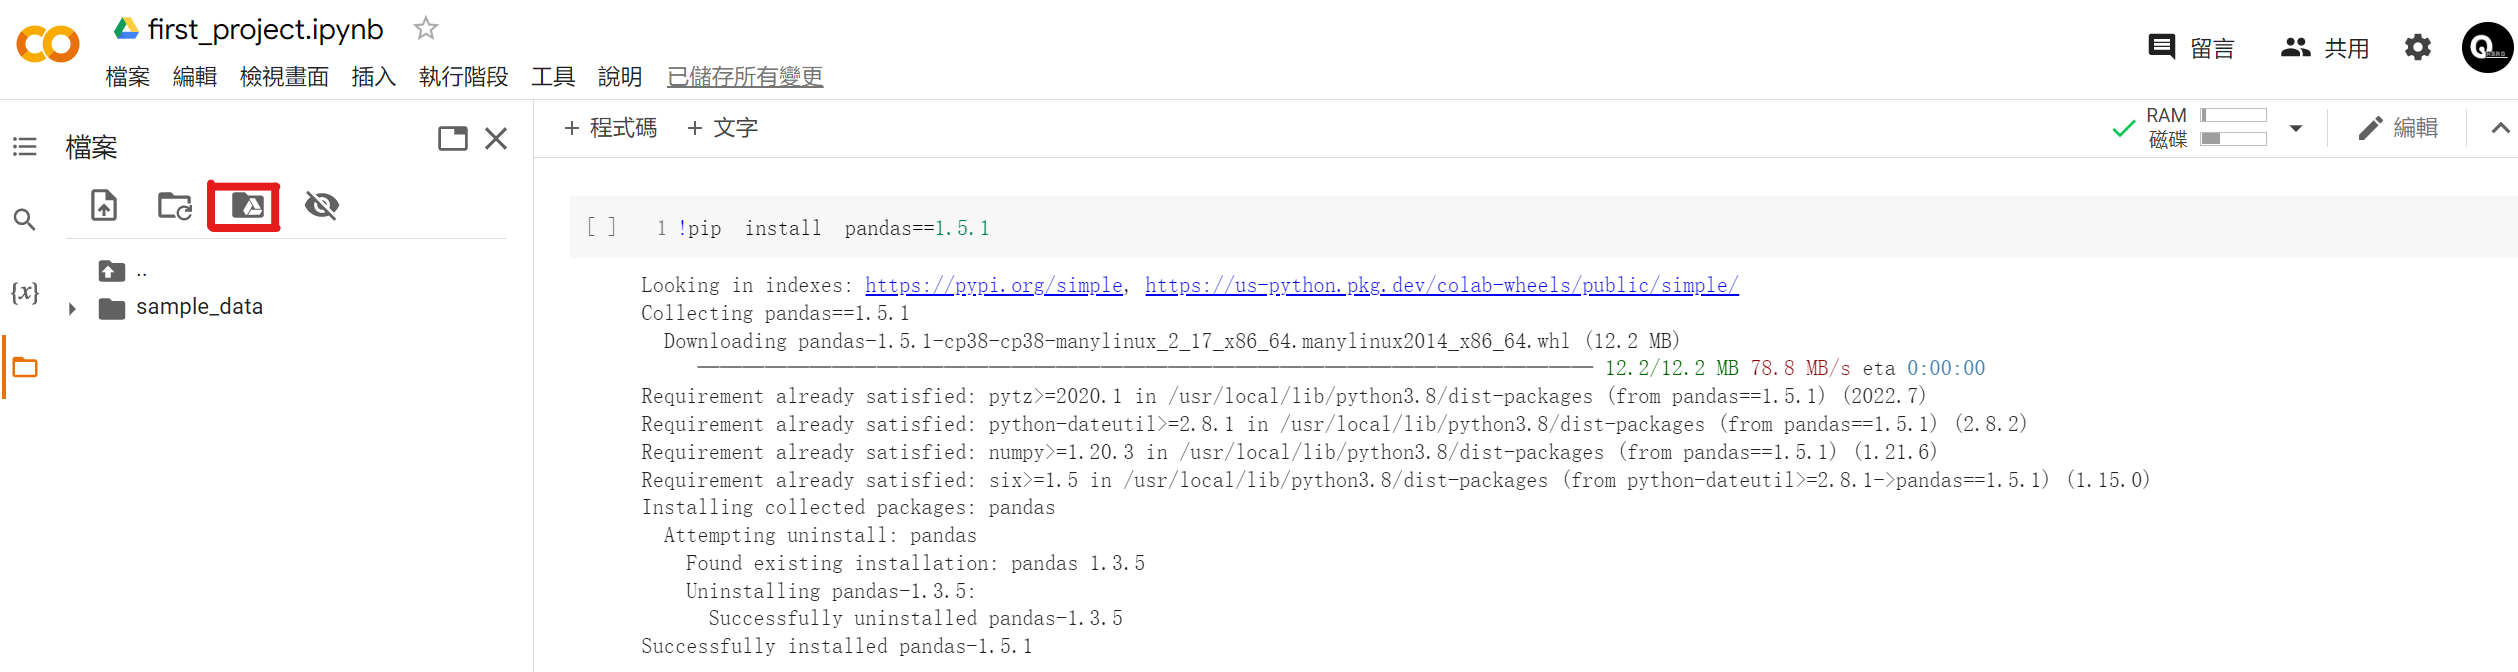 first_project.ipynb
檔案 編輯 檢視畫面 插入 執行階段 工具 說明 已儲存所有變更
留言 共用
檔案
+ 程式碼 + 文字
RAM
磁碟
編輯
..
sample_data
{x}
[ ] 1 !pip install pandas==1.5.1
Looking in indexes: https://pypi.org/simple, https://us-python.pkg.dev/colab-wheels/public/simple/
Collecting pandas==1.5.1
Downloading pandas-1.5.1-cp38-cp38-manylinux_2_17_x86_64.manylinux2014_x86_64.whl (12.2 MB)
12.2/12.2 MB 78.8 MB/s eta 0:00:00
Requirement already satisfied: pytz>=2020.1 in /usr/local/lib/python3.8/dist-packages (from pandas==1.5.1) (2022.7)
Requirement already satisfied: python-dateutil>=2.8.1 in /usr/local/lib/python3.8/dist-packages (from pandas==1.5.1) (2.8.2)
Requirement already satisfied: numpy>=1.20.3 in /usr/local/lib/python3.8/dist-packages (from pandas==1.5.1) (1.21.6)
Requirement already satisfied: six>=1.5 in /usr/local/lib/python3.8/dist-packages (from python-dateutil>=2.8.1->pandas==1.5.1) (1.15.0)
Installing collected packages: pandas
Attempting uninstall: pandas
Found existing installation: pandas 1.3.5
Uninstalling pandas-1.3.5:
Successfully uninstalled pandas-1.3.5
Successfully installed pandas-1.5.1